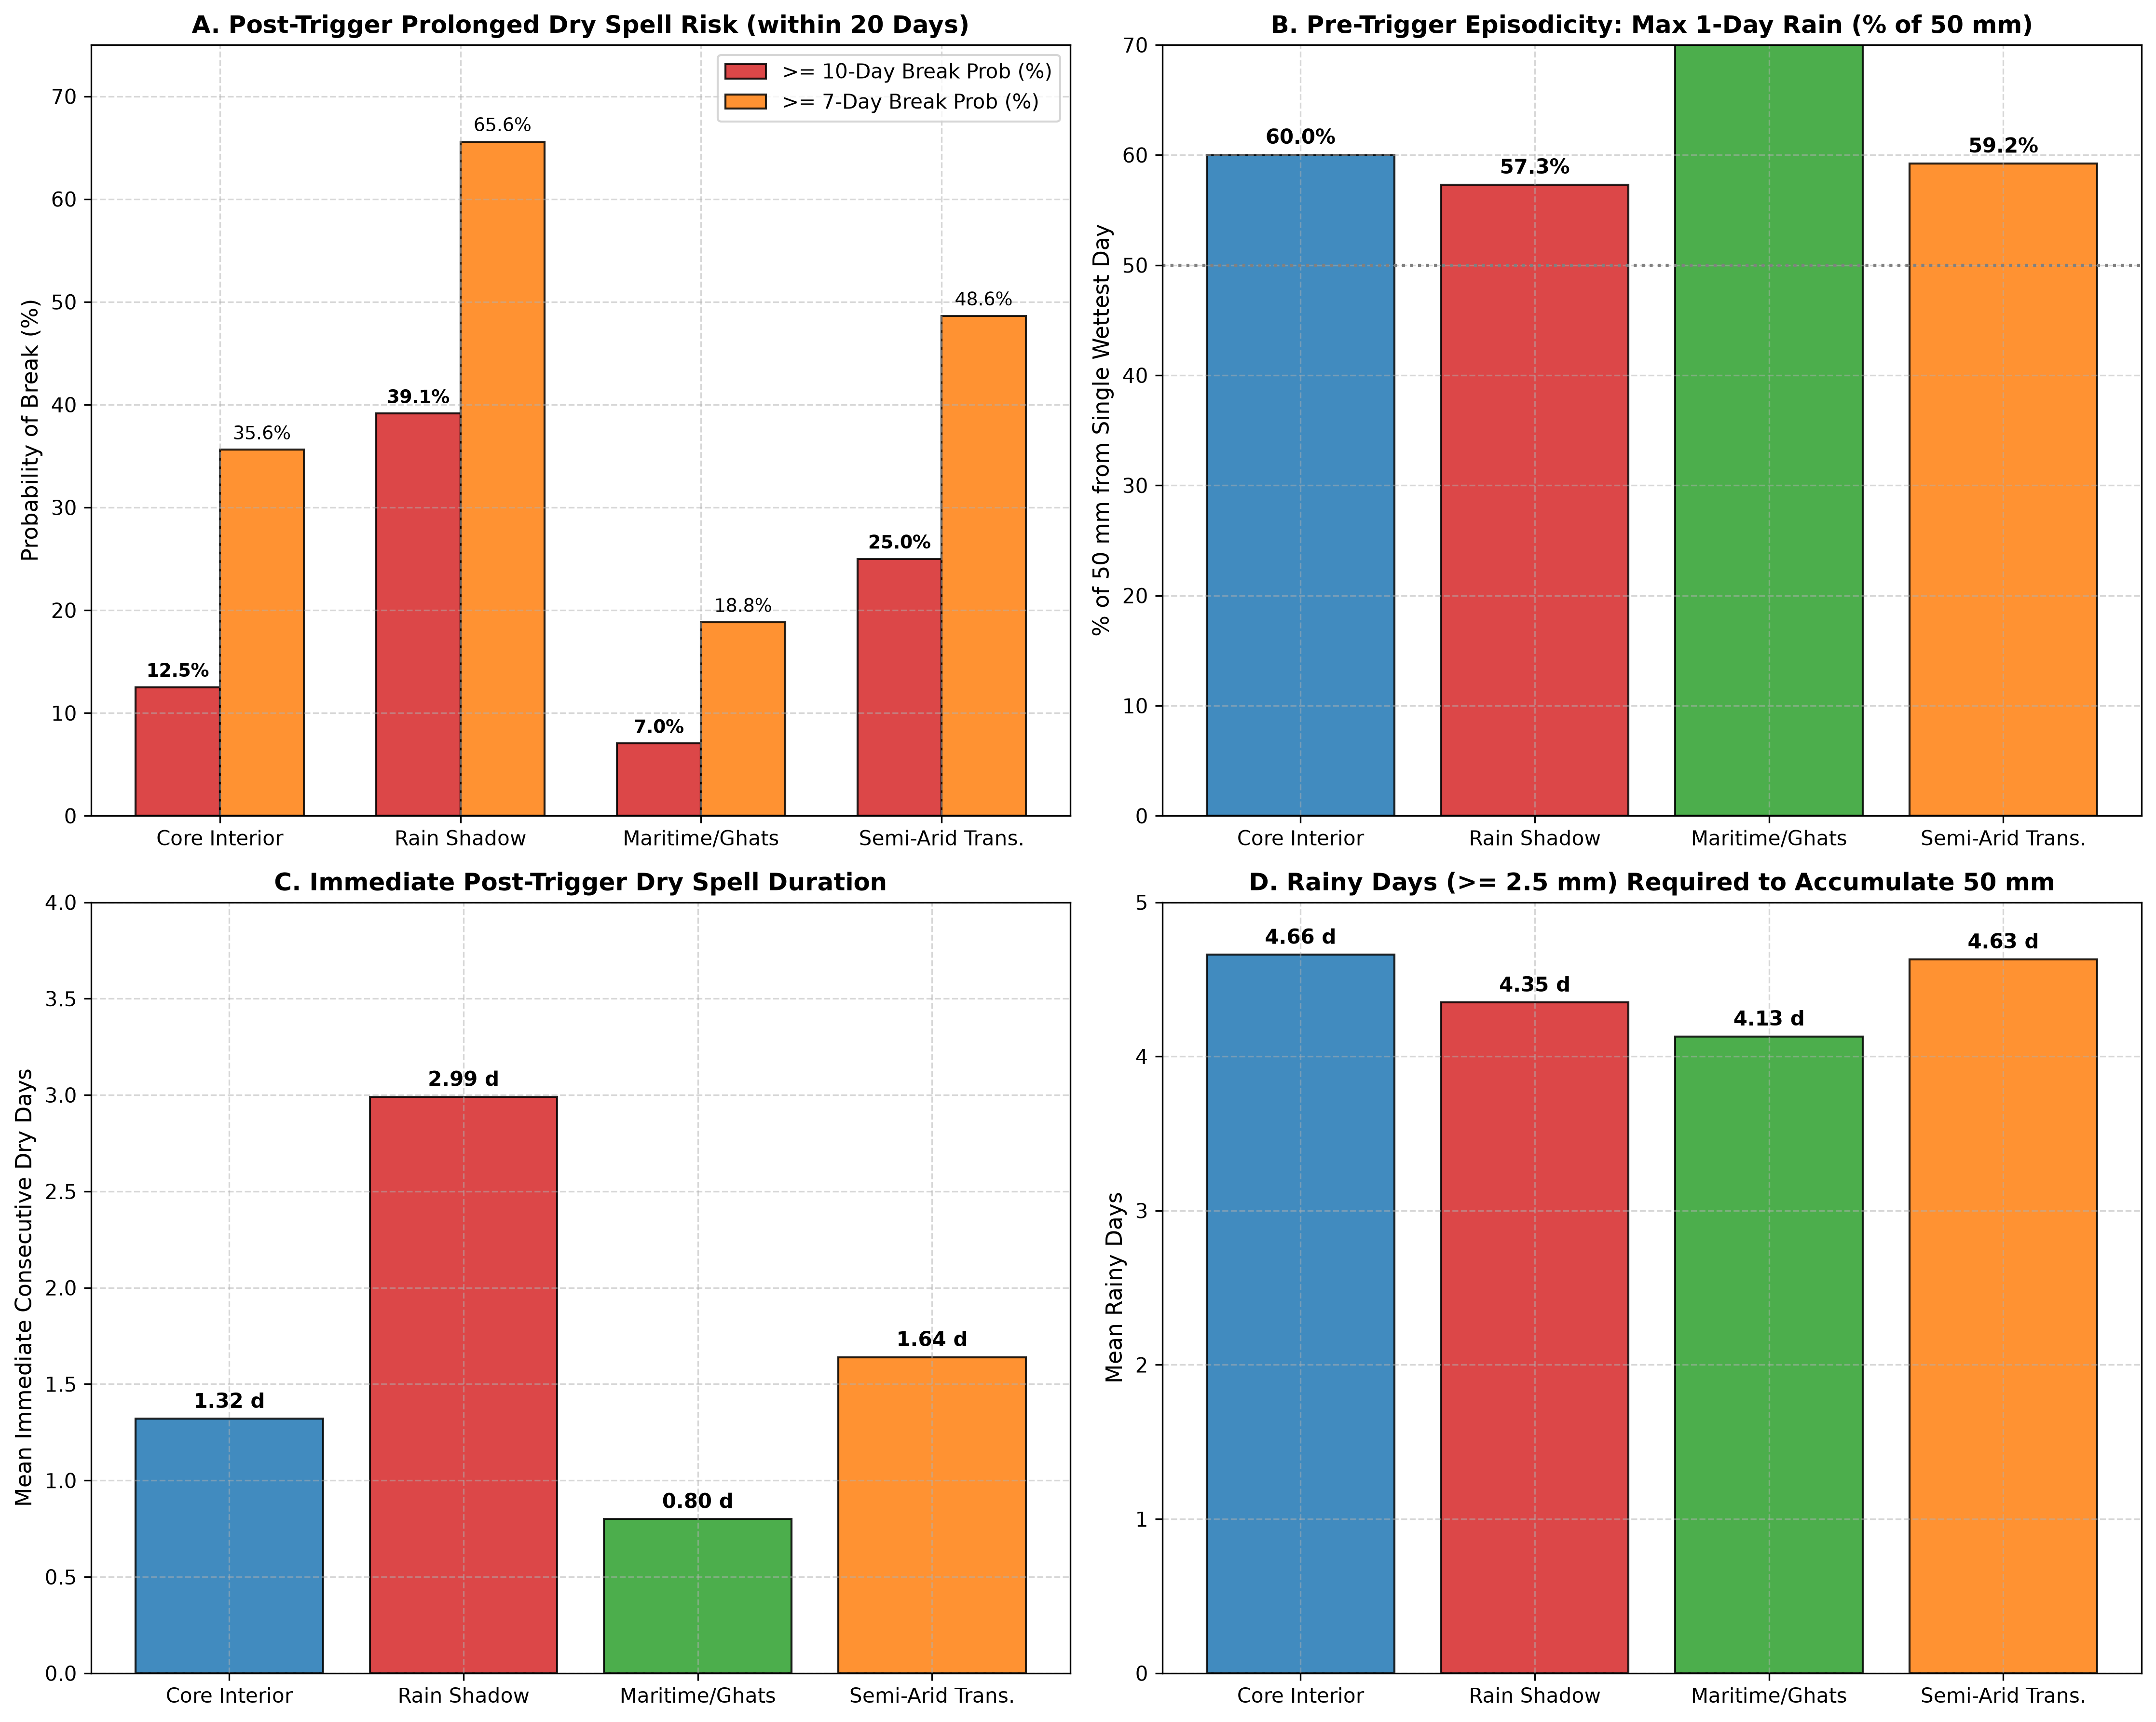 A. Post-Trigger Prolonged Dry Spell Risk (within 20 Days)
>= 10-Day Break Prob (%)
>= 7-Day Break Prob (%)
Probability of Break (%)
70
60
50
40
30
20
10
0
12.5%
35.6%
39.1%
65.6%
7.0%
18.8%
25.0%
48.6%
Core Interior
Rain Shadow
Maritime/Ghats
Semi-Arid Trans.
B. Pre-Trigger Episodicity: Max 1-Day Rain (% of 50 mm)
% of 50 mm from Single Wettest Day
70
60
50
40
30
20
10
0
60.0%
57.3%
59.2%
Core Interior
Rain Shadow
Maritime/Ghats
Semi-Arid Trans.
C. Immediate Post-Trigger Dry Spell Duration
Mean Immediate Consecutive Dry Days
4.0
3.5
3.0
2.5
2.0
1.5
1.0
0.5
0.0
1.32 d
2.99 d
0.80 d
1.64 d
Core Interior
Rain Shadow
Maritime/Ghats
Semi-Arid Trans.
D. Rainy Days (>= 2.5 mm) Required to Accumulate 50 mm
Mean Rainy Days
5
4
3
2
1
0
4.66 d
4.35 d
4.13 d
4.63 d
Core Interior
Rain Shadow
Maritime/Ghats
Semi-Arid Trans.